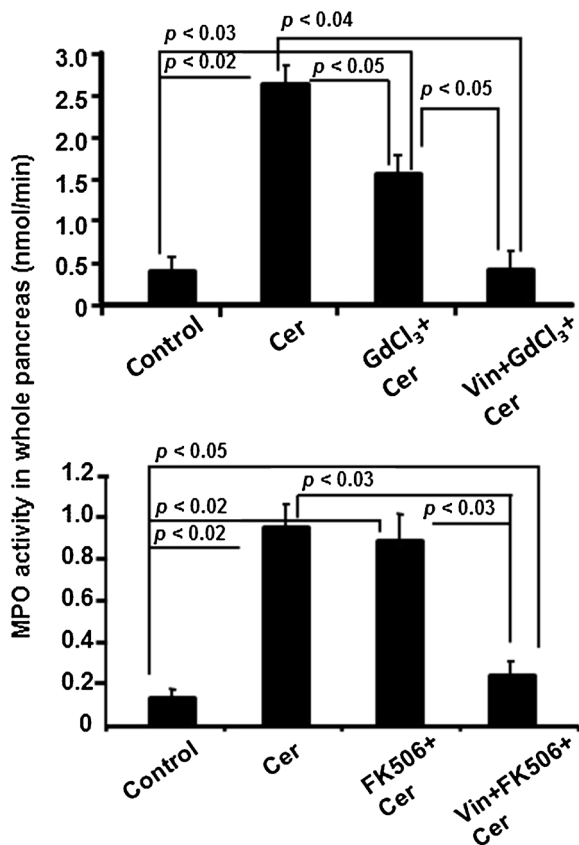 p < 0.04
p < 0.03
p < 0.02
p < 0.05
p < 0.05
3.0
2.5
2.0
1.5
1.0
0.5
0
Control
Cer
GdCl₃+
Cer
Vin+GdCl₃+
Cer
MPO activity in whole pancreas (nmol/min)
p < 0.05
p < 0.03
p < 0.02
p < 0.03
p < 0.02
1.2
1.0
0.8
0.6
0.4
0.2
0
Control
Cer
FK506+
Cer
Vin+FK506+
Cer